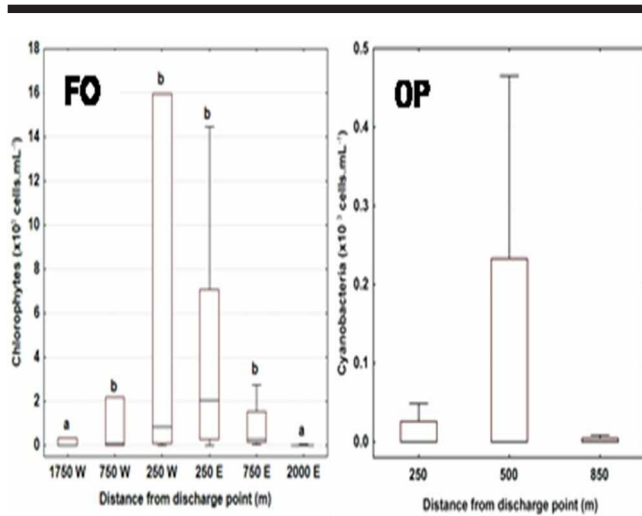 FO
18
16
14
12
10
8
6
4
2
0
Chlorophytes (x10³ cells.mL⁻¹)
a
b
b
b
b
a
1750 W 750 W 250 W 250 E 750 E 2000 E
Distance from discharge point (m)
OP
0.5
0.4
0.3
0.2
0.1
0.0
Cyanobacteria (x10⁻³ cells.mL⁻¹)
250 500 850
Distance from discharge point (m)